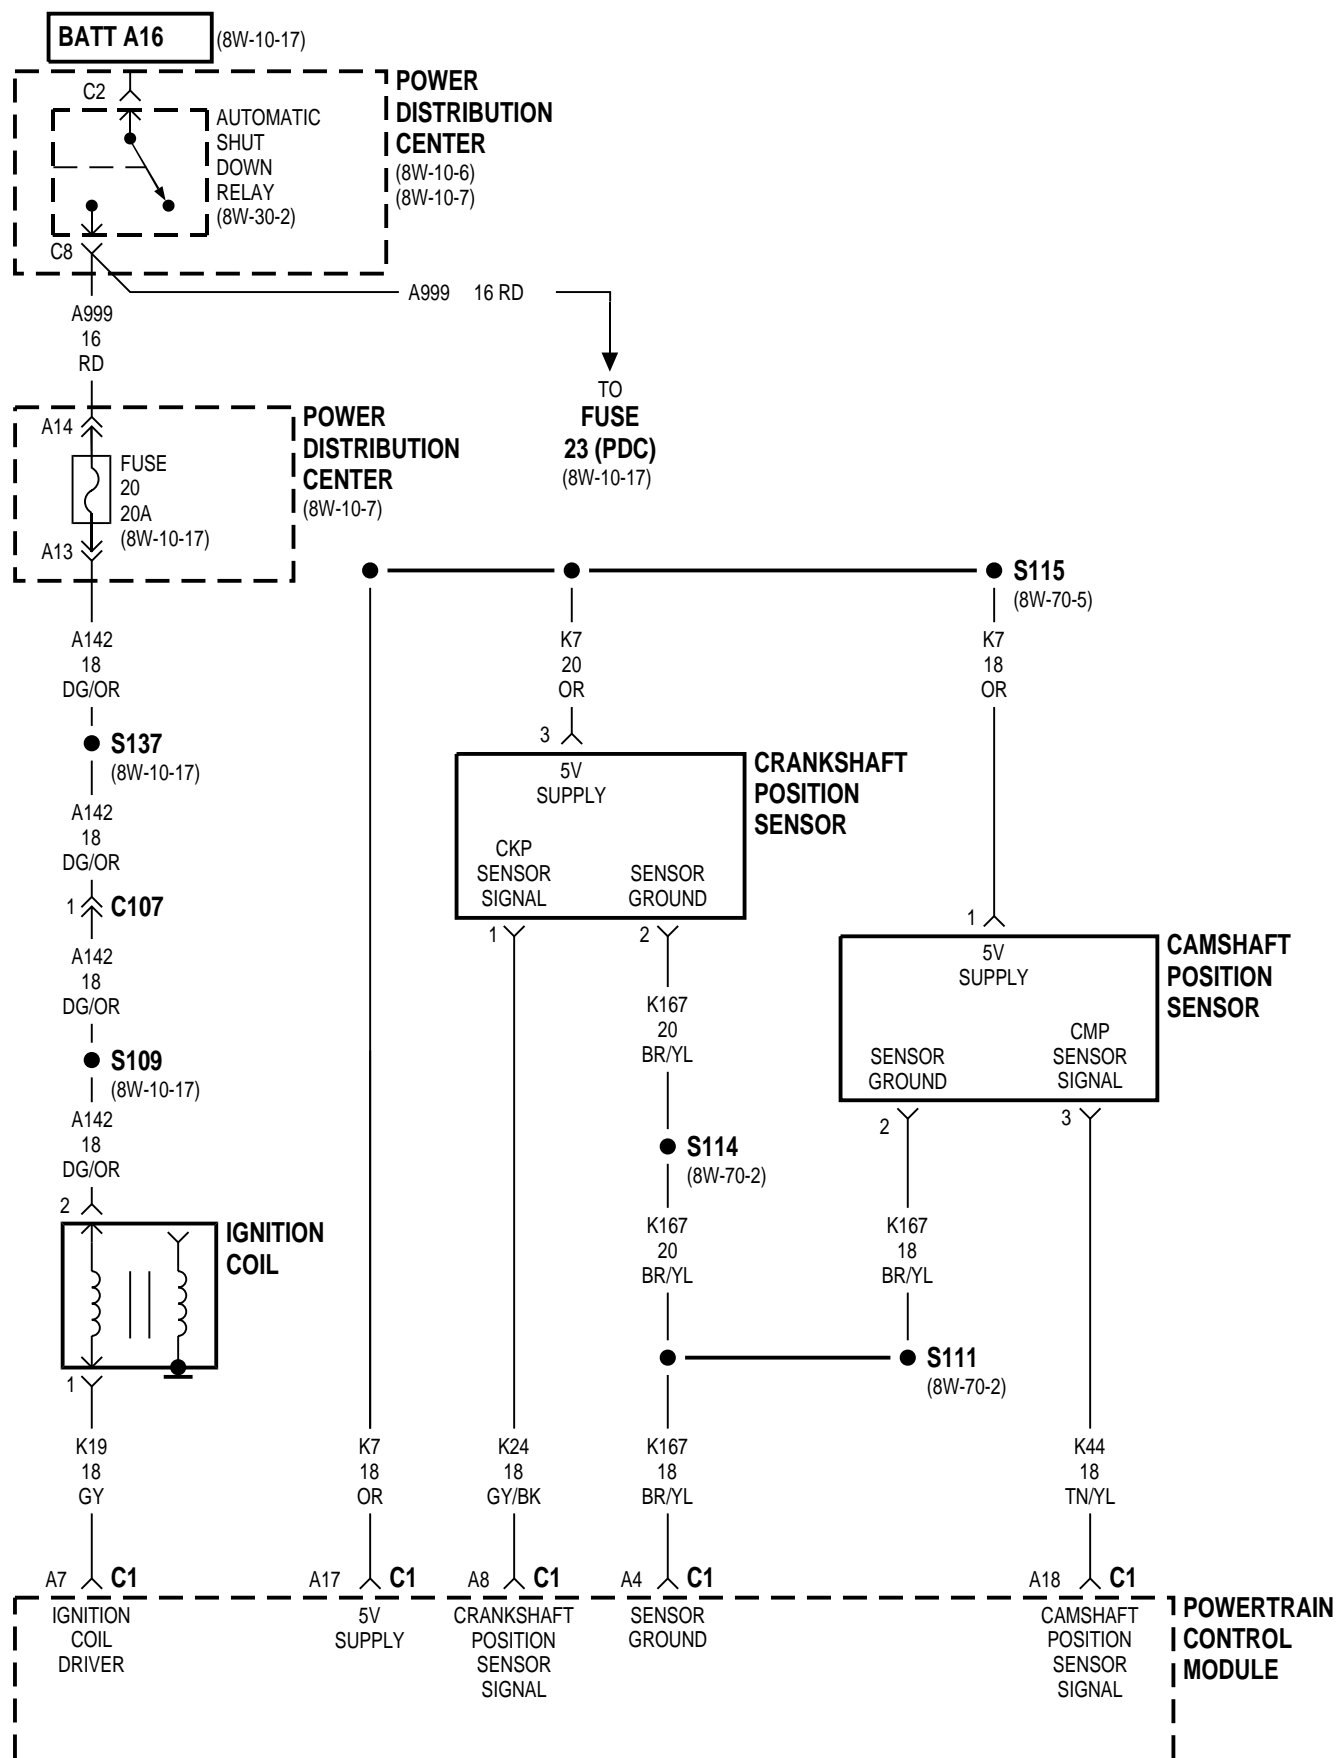 BATT A16 (8W-10-17)
C2
AUTOMATIC
SHUT
DOWN
RELAY
(8W-30-2)
POWER
DISTRIBUTION
CENTER
(8W-10-6)
(8W-10-7)
C8
A999
16
RD
A999 16 RD
TO
FUSE
23 (PDC)
(8W-10-17)
A14
FUSE
20
20A
(8W-10-17)
A13
POWER
DISTRIBUTION
CENTER
(8W-10-7)
S115
(8W-70-5)
A142
18
DG/OR
K7
20
OR
K7
18
OR
S137
(8W-10-17)
A142
18
DG/OR
1 C107
A142
18
DG/OR
S109
(8W-10-17)
A142
18
DG/OR
2
IGNITION
COIL
1
3
5V
SUPPLY
CKP
SENSOR
SIGNAL
SENSOR
GROUND
CRANKSHAFT
POSITION
SENSOR
1
2
K167
20
BR/YL
S114
(8W-70-2)
K167
20
BR/YL
1
5V
SUPPLY
SENSOR
GROUND
CMP
SENSOR
SIGNAL
CAMSHAFT
POSITION
SENSOR
2
3
K167
18
BR/YL
S111
(8W-70-2)
K19
18
GY
K7
18
OR
K24
18
GY/BK
K167
18
BR/YL
K44
18
TN/YL
A7 C1
A17 C1
A8 C1
A4 C1
A18 C1
IGNITION
COIL
DRIVER
5V
SUPPLY
CRANKSHAFT
POSITION
SENSOR
SIGNAL
SENSOR
GROUND
CAMSHAFT
POSITION
SENSOR
SIGNAL
POWERTRAIN
CONTROL
MODULE